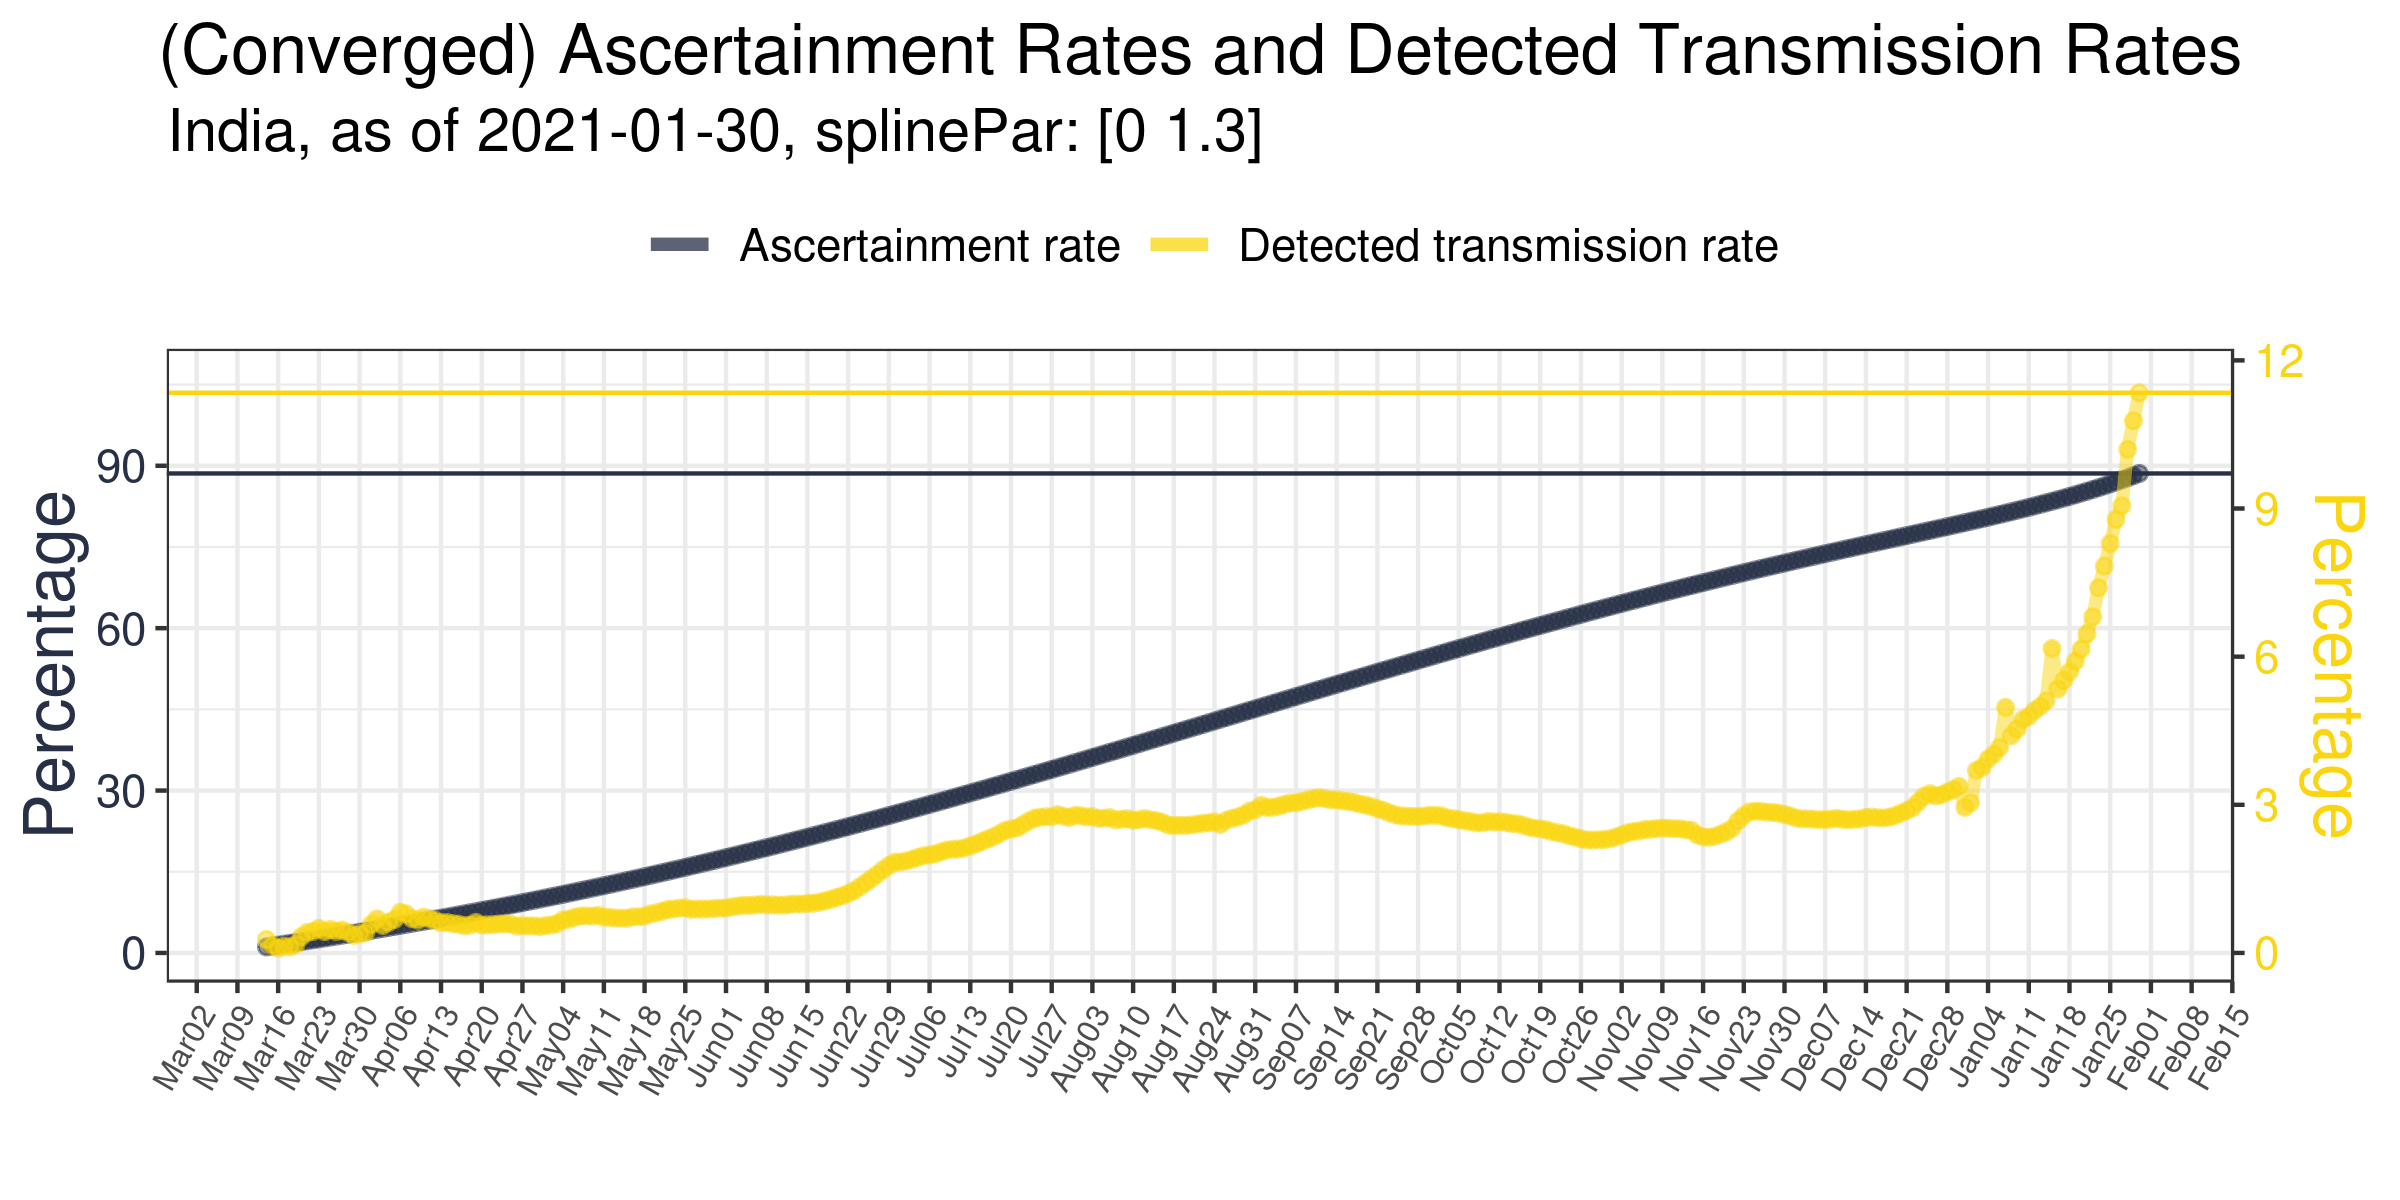 (Converged) Ascertainment Rates and Detected Transmission Rates
India, as of 2021-01-30, splinePar: [0 1.3]
Ascertainment rate Detected transmission rate
Percentage
90
60
30
0
12
9
6
3
0
Percentage
Mar02 Mar09 Mar16 Mar23 Mar30 Apr06 Apr13 Apr20 Apr27 May04 May11 May18 May25 Jun01 Jun08 Jun15 Jun22 Jun29 Jul06 Jul13 Jul20 Jul27 Aug03 Aug10 Aug17 Aug24 Aug31 Sep07 Sep14 Sep21 Sep28 Oct05 Oct12 Oct19 Oct26 Nov02 Nov09 Nov16 Nov23 Nov30 Dec07 Dec14 Dec21 Dec28 Jan04 Jan11 Jan18 Jan25 Feb01 Feb08 Feb15